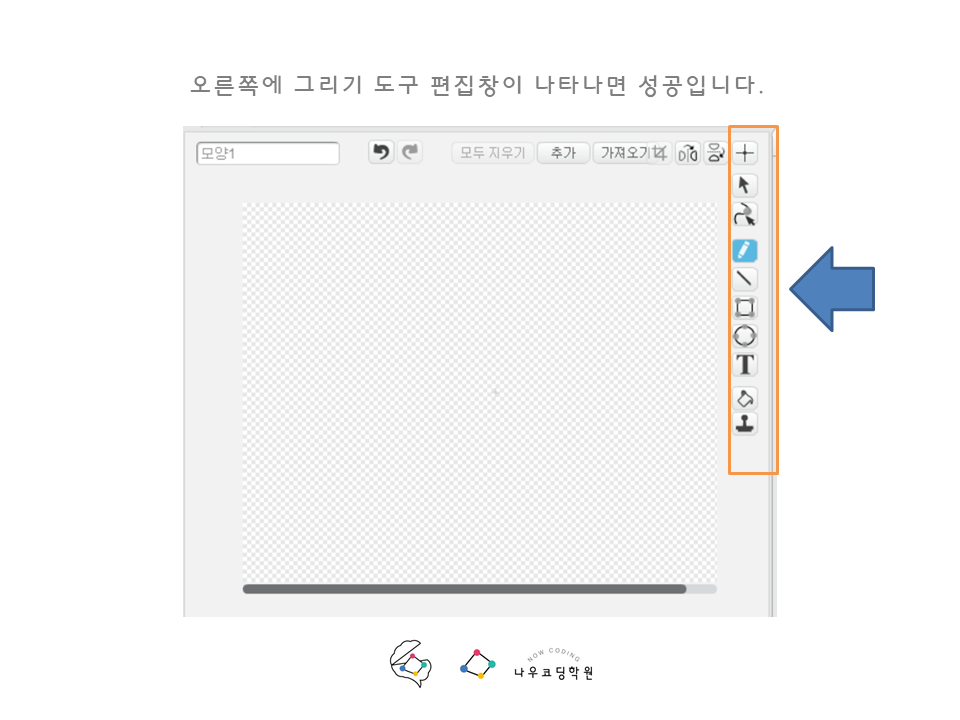 오른쪽에 그리기 도구 편집창이 나타나면 성공입니다.
모양1
모두 지우기
추가
가져오기
T
NOW CODING
나우코딩학원